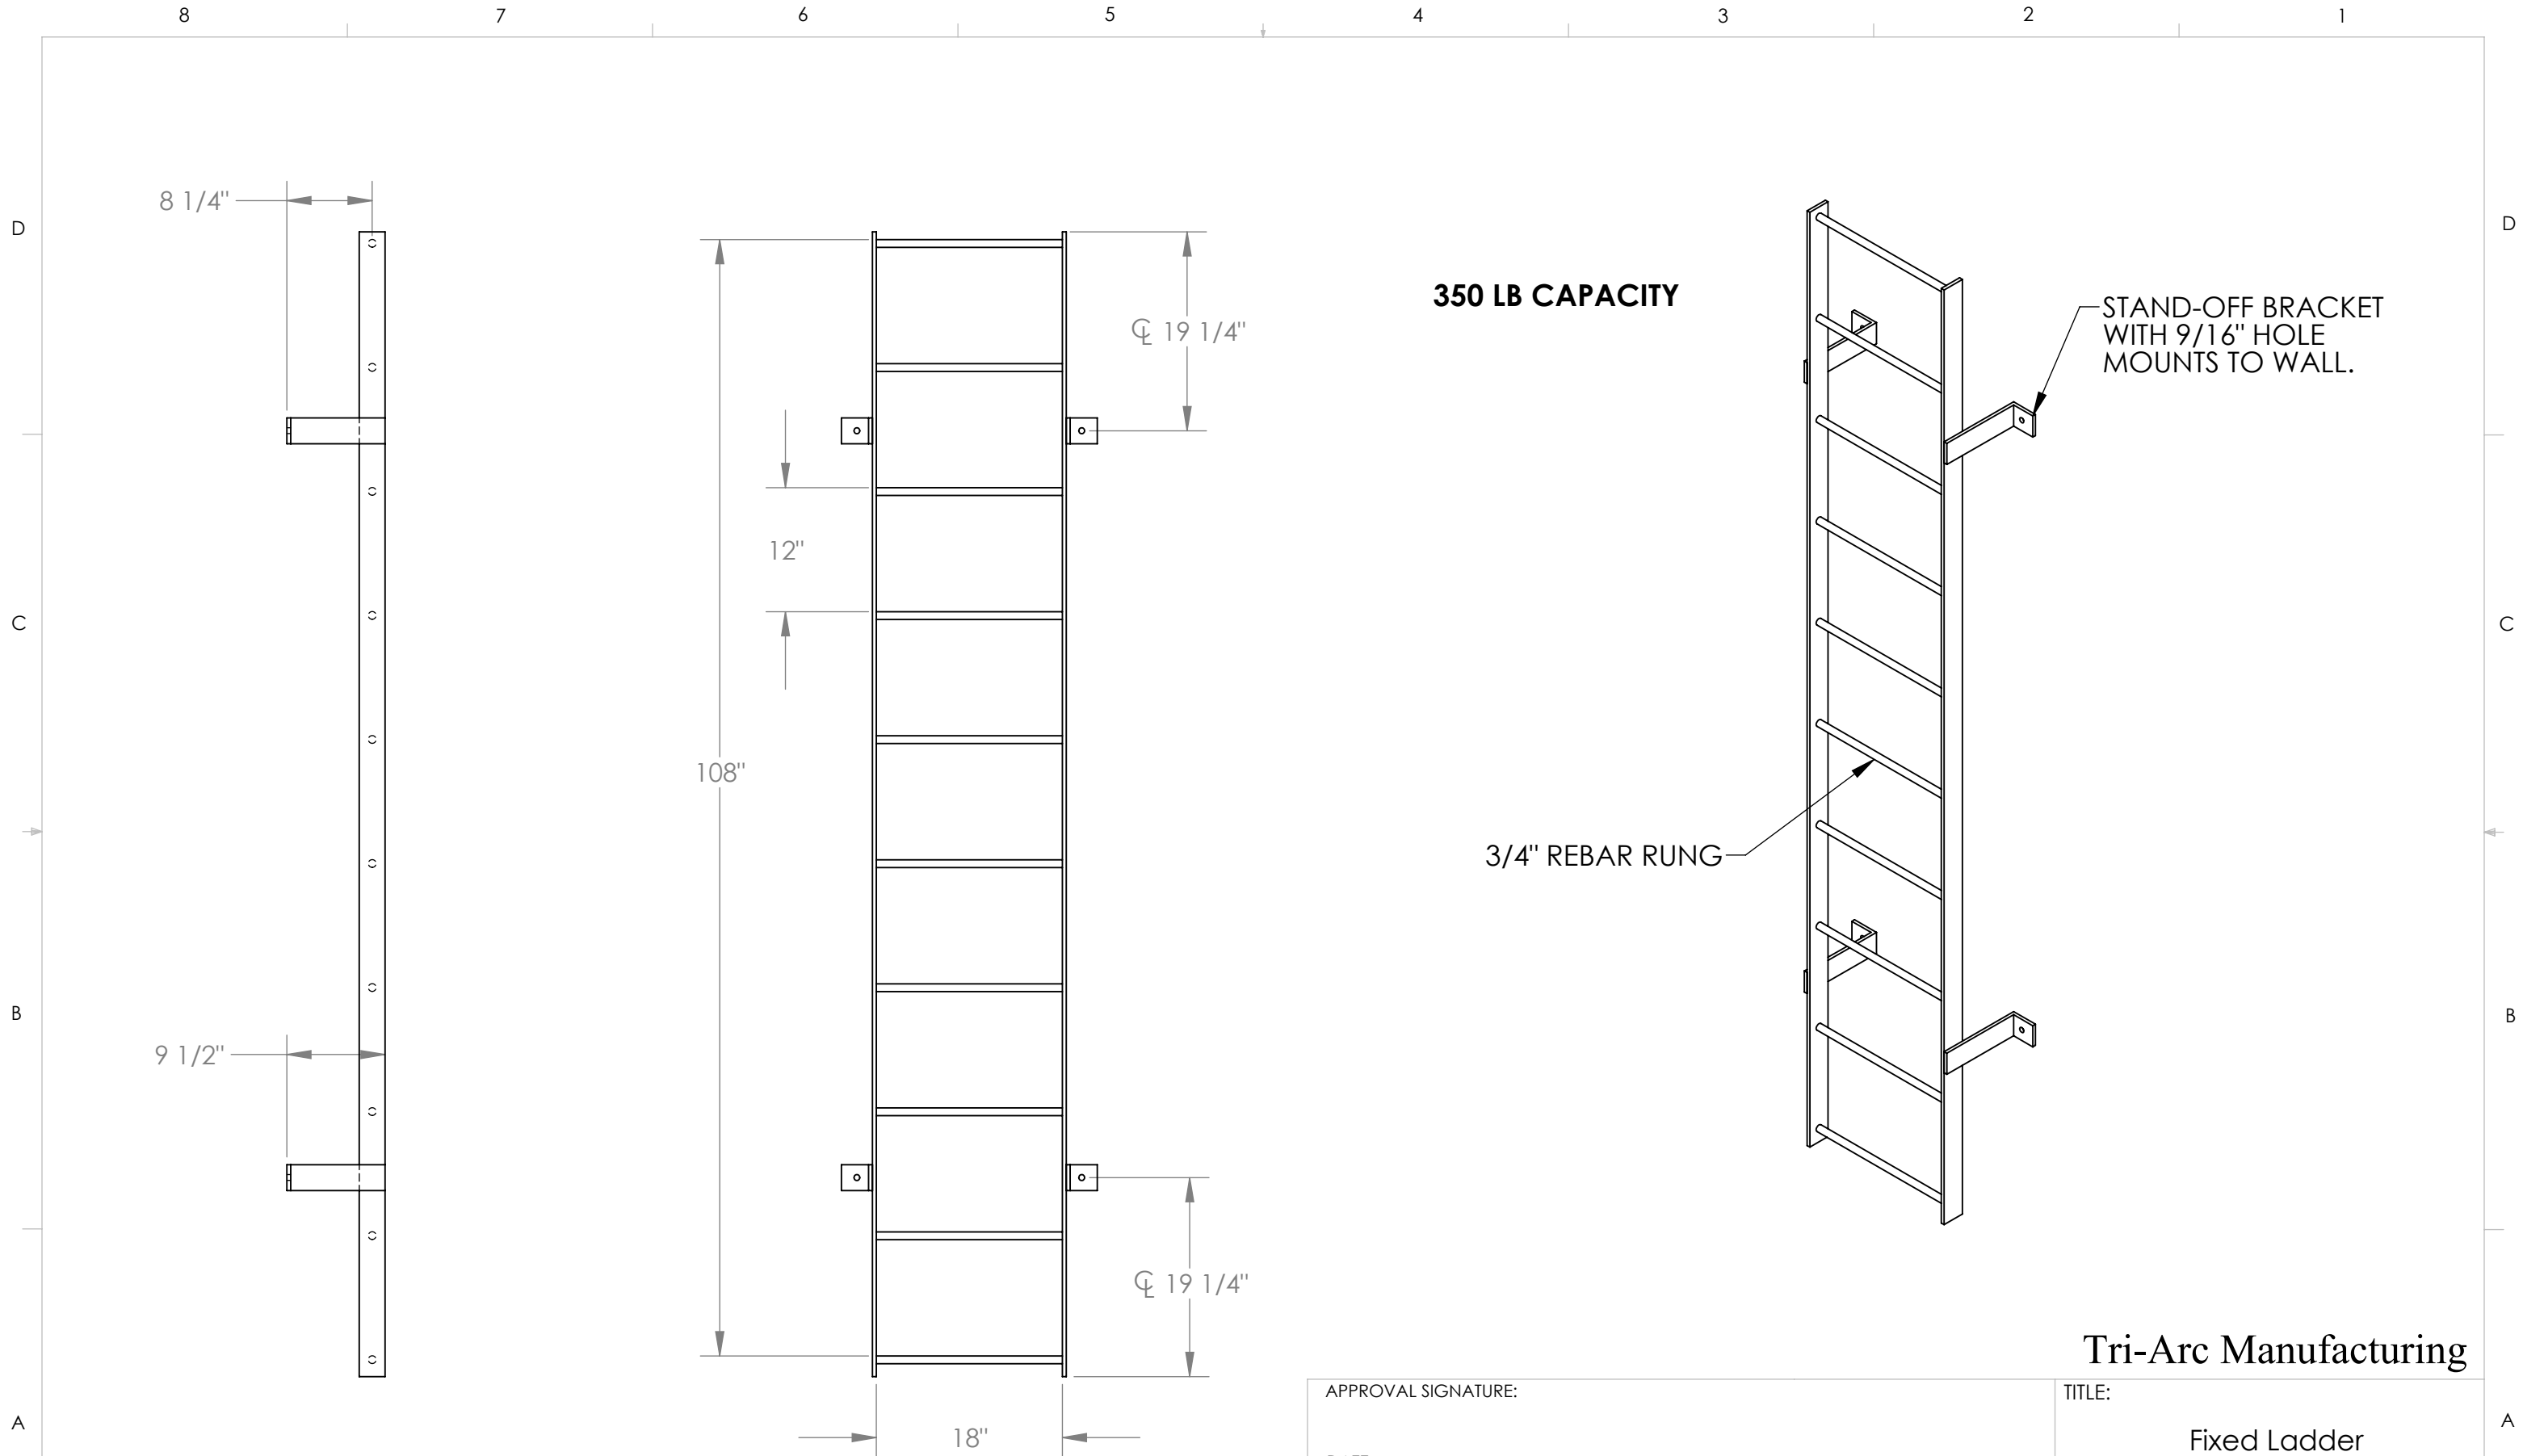 8 7 6 5 4 3 2 1
D
D
C
C
B
B
A
A
8 1/4"
9 1/2"
108"
12"
℄ 19 1/4"
℄ 19 1/4"
18"
350 LB CAPACITY
STAND-OFF BRACKET
WITH 9/16" HOLE
MOUNTS TO WALL.
3/4" REBAR RUNG
Tri-Arc Manufacturing
APPROVAL SIGNATURE:
TITLE:
Fixed Ladder